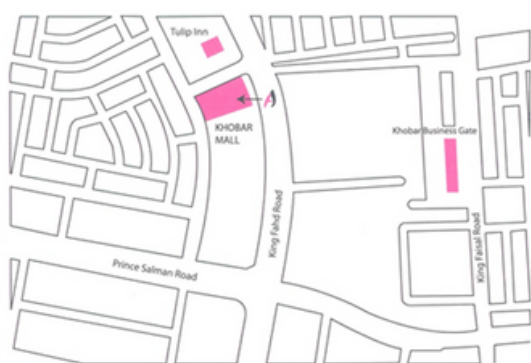 Tulip Inn
KHOBAR
MALL
Khobar Business Gate
King Fahd Road
King Faisal Road
Prince Salman Road